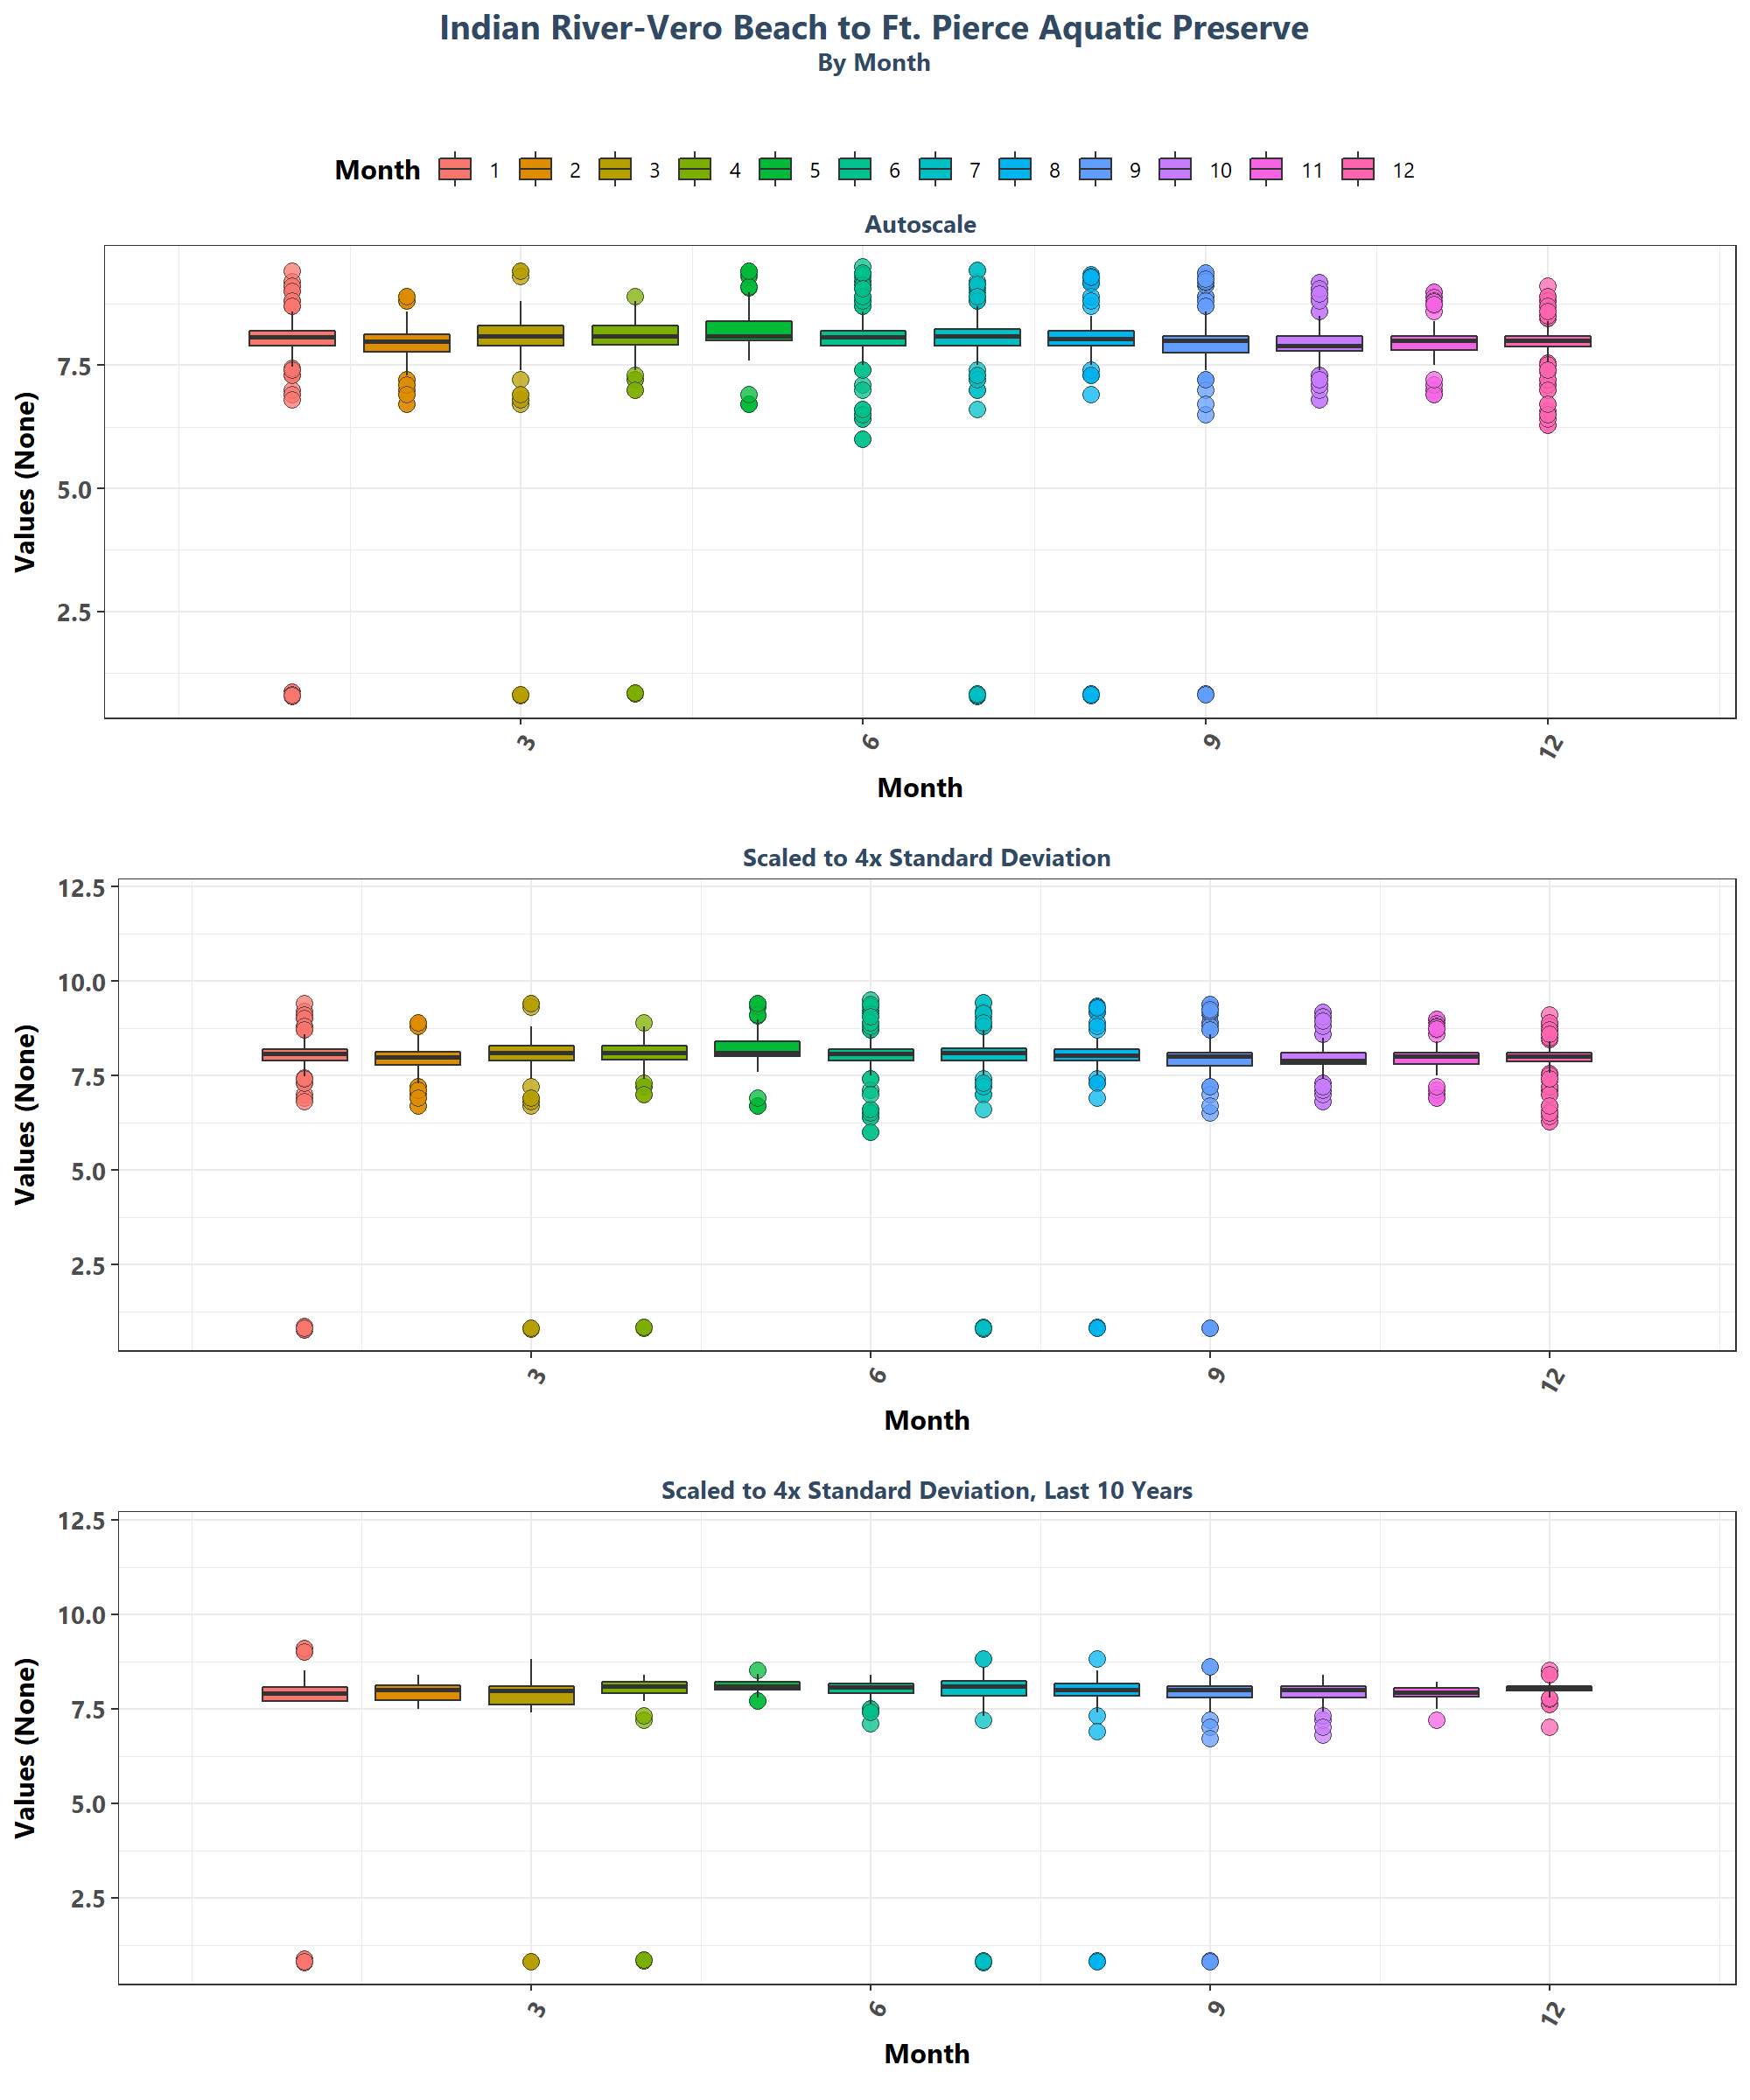 Indian River-Vero Beach to Ft. Pierce Aquatic Preserve
By Month
Month 1 2 3 4 5 6 7 8 9 10 11 12
Autoscale
Values (None)
7.5
5.0
2.5
3 6 9 12
Month
Scaled to 4x Standard Deviation
Values (None)
12.5
10.0
7.5
5.0
2.5
3 6 9 12
Month
Scaled to 4x Standard Deviation, Last 10 Years
Values (None)
12.5
10.0
7.5
5.0
2.5
3 6 9 12
Month